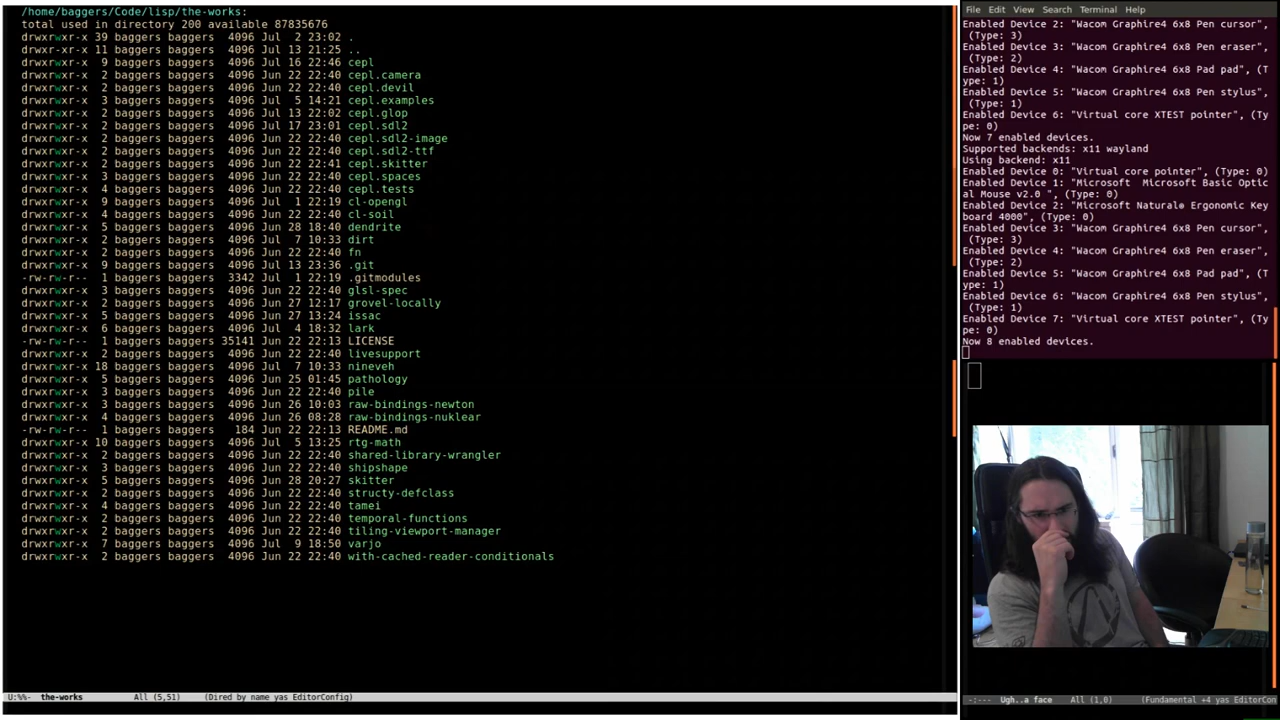 /home/baggers/Code/lisp/the-works:
total used in directory 200 available 87835676
drwxrwxr-x 39 baggers baggers  4096 Jul  2 23:02 .
drwxr-xr-x 11 baggers baggers  4096 Jul 13 21:25 ..
drwxrwxr-x  9 baggers baggers  4096 Jul 16 22:46 cepl
drwxrwxr-x  2 baggers baggers  4096 Jun 22 22:40 cepl.camera
drwxrwxr-x  2 baggers baggers  4096 Jun 22 22:40 cepl.devil
drwxrwxr-x  3 baggers baggers  4096 Jul  5 14:21 cepl.examples
drwxrwxr-x  2 baggers baggers  4096 Jul 13 22:02 cepl.glop
drwxrwxr-x  2 baggers baggers  4096 Jul 17 23:01 cepl.sdl2
drwxrwxr-x  2 baggers baggers  4096 Jun 22 22:40 cepl.sdl2-image
drwxrwxr-x  2 baggers baggers  4096 Jun 22 22:40 cepl.sdl2-ttf
drwxrwxr-x  2 baggers baggers  4096 Jun 22 22:41 cepl.skitter
drwxrwxr-x  3 baggers baggers  4096 Jun 22 22:40 cepl.spaces
drwxrwxr-x  4 baggers baggers  4096 Jun 22 22:40 cepl.tests
drwxrwxr-x  9 baggers baggers  4096 Jul  1 22:19 cl-opengl
drwxrwxr-x  4 baggers baggers  4096 Jun 22 22:40 cl-soil
drwxrwxr-x  5 baggers baggers  4096 Jun 28 18:40 dendrite
drwxrwxr-x  2 baggers baggers  4096 Jul  7 10:33 dirt
drwxrwxr-x  2 baggers baggers  4096 Jun 22 22:40 fn
drwxrwxr-x  9 baggers baggers  4096 Jul 13 23:36 .git
-rw-rw-r--  1 baggers baggers  3342 Jul  1 22:19 .gitmodules
drwxrwxr-x  3 baggers baggers  4096 Jun 22 22:40 glsl-spec
drwxrwxr-x  2 baggers baggers  4096 Jun 27 12:17 grovel-locally
drwxrwxr-x  5 baggers baggers  4096 Jun 27 13:24 issac
drwxrwxr-x  6 baggers baggers  4096 Jul  4 18:32 lark
-rw-rw-r--  1 baggers baggers 35141 Jun 22 22:13 LICENSE
drwxrwxr-x  2 baggers baggers  4096 Jun 22 22:40 livesupport
drwxrwxr-x 18 baggers baggers  4096 Jul  7 10:33 nineveh
drwxrwxr-x  5 baggers baggers  4096 Jun 25 01:45 pathology
drwxrwxr-x  3 baggers baggers  4096 Jun 22 22:40 pile
drwxrwxr-x  3 baggers baggers  4096 Jun 26 10:03 raw-bindings-newton
drwxrwxr-x  4 baggers baggers  4096 Jun 26 08:28 raw-bindings-nuklear
-rw-rw-r--  1 baggers baggers   184 Jun 22 22:13 README.md
drwxrwxr-x 10 baggers baggers  4096 Jul  5 13:25 rtg-math
drwxrwxr-x  2 baggers baggers  4096 Jun 22 22:40 shared-library-wrangler
drwxrwxr-x  3 baggers baggers  4096 Jun 22 22:40 shipshape
drwxrwxr-x  5 baggers baggers  4096 Jun 28 20:27 skitter
drwxrwxr-x  2 baggers baggers  4096 Jun 22 22:40 structy-defclass
drwxrwxr-x  4 baggers baggers  4096 Jun 22 22:40 tamei
drwxrwxr-x  2 baggers baggers  4096 Jun 22 22:40 temporal-functions
drwxrwxr-x  2 baggers baggers  4096 Jun 22 22:40 tiling-viewport-manager
drwxrwxr-x  7 baggers baggers  4096 Jul  9 18:50 varjo
drwxrwxr-x  2 baggers baggers  4096 Jun 22 22:40 with-cached-reader-conditionals
U:%%-  the-works      All (5,51)    (Dired by name yas EditorConfig)
File Edit View Search Terminal Help
Enabled Device 2: "Wacom Graphire4 6x8 Pen cursor",
 (Type: 3)
Enabled Device 3: "Wacom Graphire4 6x8 Pen eraser",
 (Type: 2)
Enabled Device 4: "Wacom Graphire4 6x8 Pad pad", (T
ype: 1)
Enabled Device 5: "Wacom Graphire4 6x8 Pen stylus",
 (Type: 1)
Enabled Device 6: "Virtual core XTEST pointer", (Ty
pe: 0)
Now 7 enabled devices.
Supported backends: x11 wayland
Using backend: x11
Enabled Device 0: "Virtual core pointer", (Type: 0)
Enabled Device 1: "Microsoft  Microsoft Basic Optic
al Mouse v2.0 ", (Type: 0)
Enabled Device 2: "Microsoft Natural® Ergonomic Key
board 4000", (Type: 0)
Enabled Device 3: "Wacom Graphire4 6x8 Pen cursor",
 (Type: 3)
Enabled Device 4: "Wacom Graphire4 6x8 Pen eraser",
 (Type: 2)
Enabled Device 5: "Wacom Graphire4 6x8 Pad pad", (T
ype: 1)
Enabled Device 6: "Wacom Graphire4 6x8 Pen stylus",
 (Type: 1)
Enabled Device 7: "Virtual core XTEST pointer", (Ty
pe: 0)
Now 8 enabled devices.
-:---  Ugh..a face    All (1,0)    (Fundamental +4 yas EditorCon